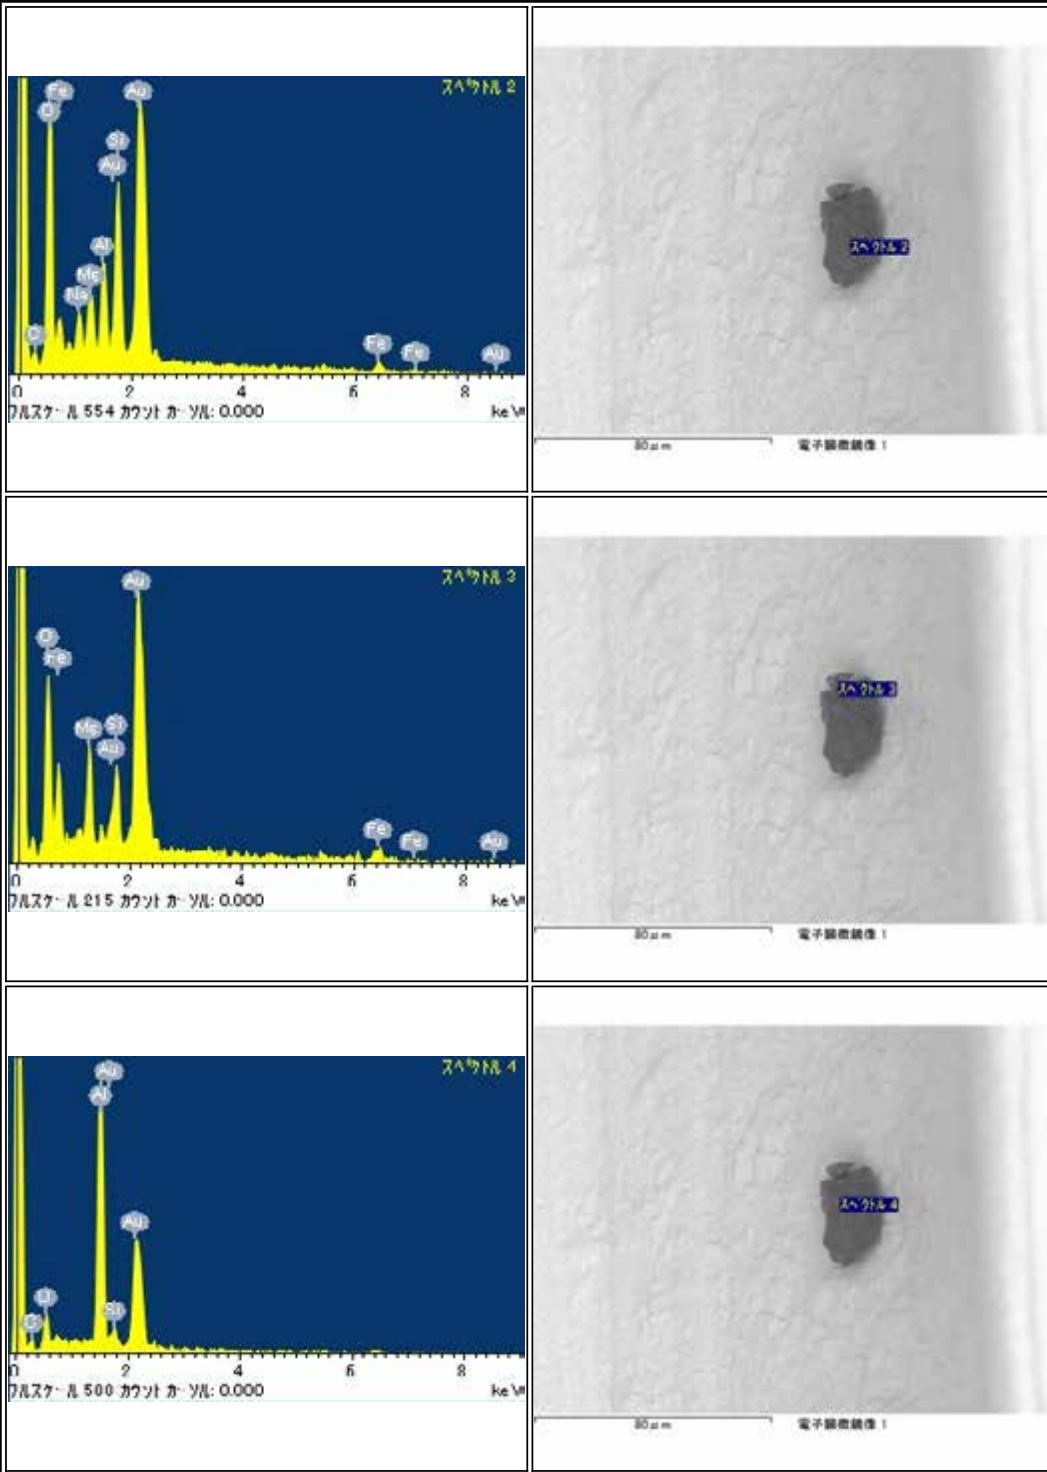 スペクトル 2
Fe
O
Au
Si
Au
Al
Mg
Na
C
Fe
Fe
Au
0 2 4 6 8
フルスケール 554 カウント カーソル: 0.000 keV
スペクトル 2
80µm 電子顕微鏡像 1
スペクトル 3
Au
O
Fe
Mg
Si
Au
Fe
Fe
Au
0 2 4 6 8
フルスケール 215 カウント カーソル: 0.000 keV
スペクトル 3
80µm 電子顕微鏡像 1
スペクトル 4
Au
Al
Au
O
C
Si
0 2 4 6 8
フルスケール 500 カウント カーソル: 0.000 keV
スペクトル 4
80µm 電子顕微鏡像 1